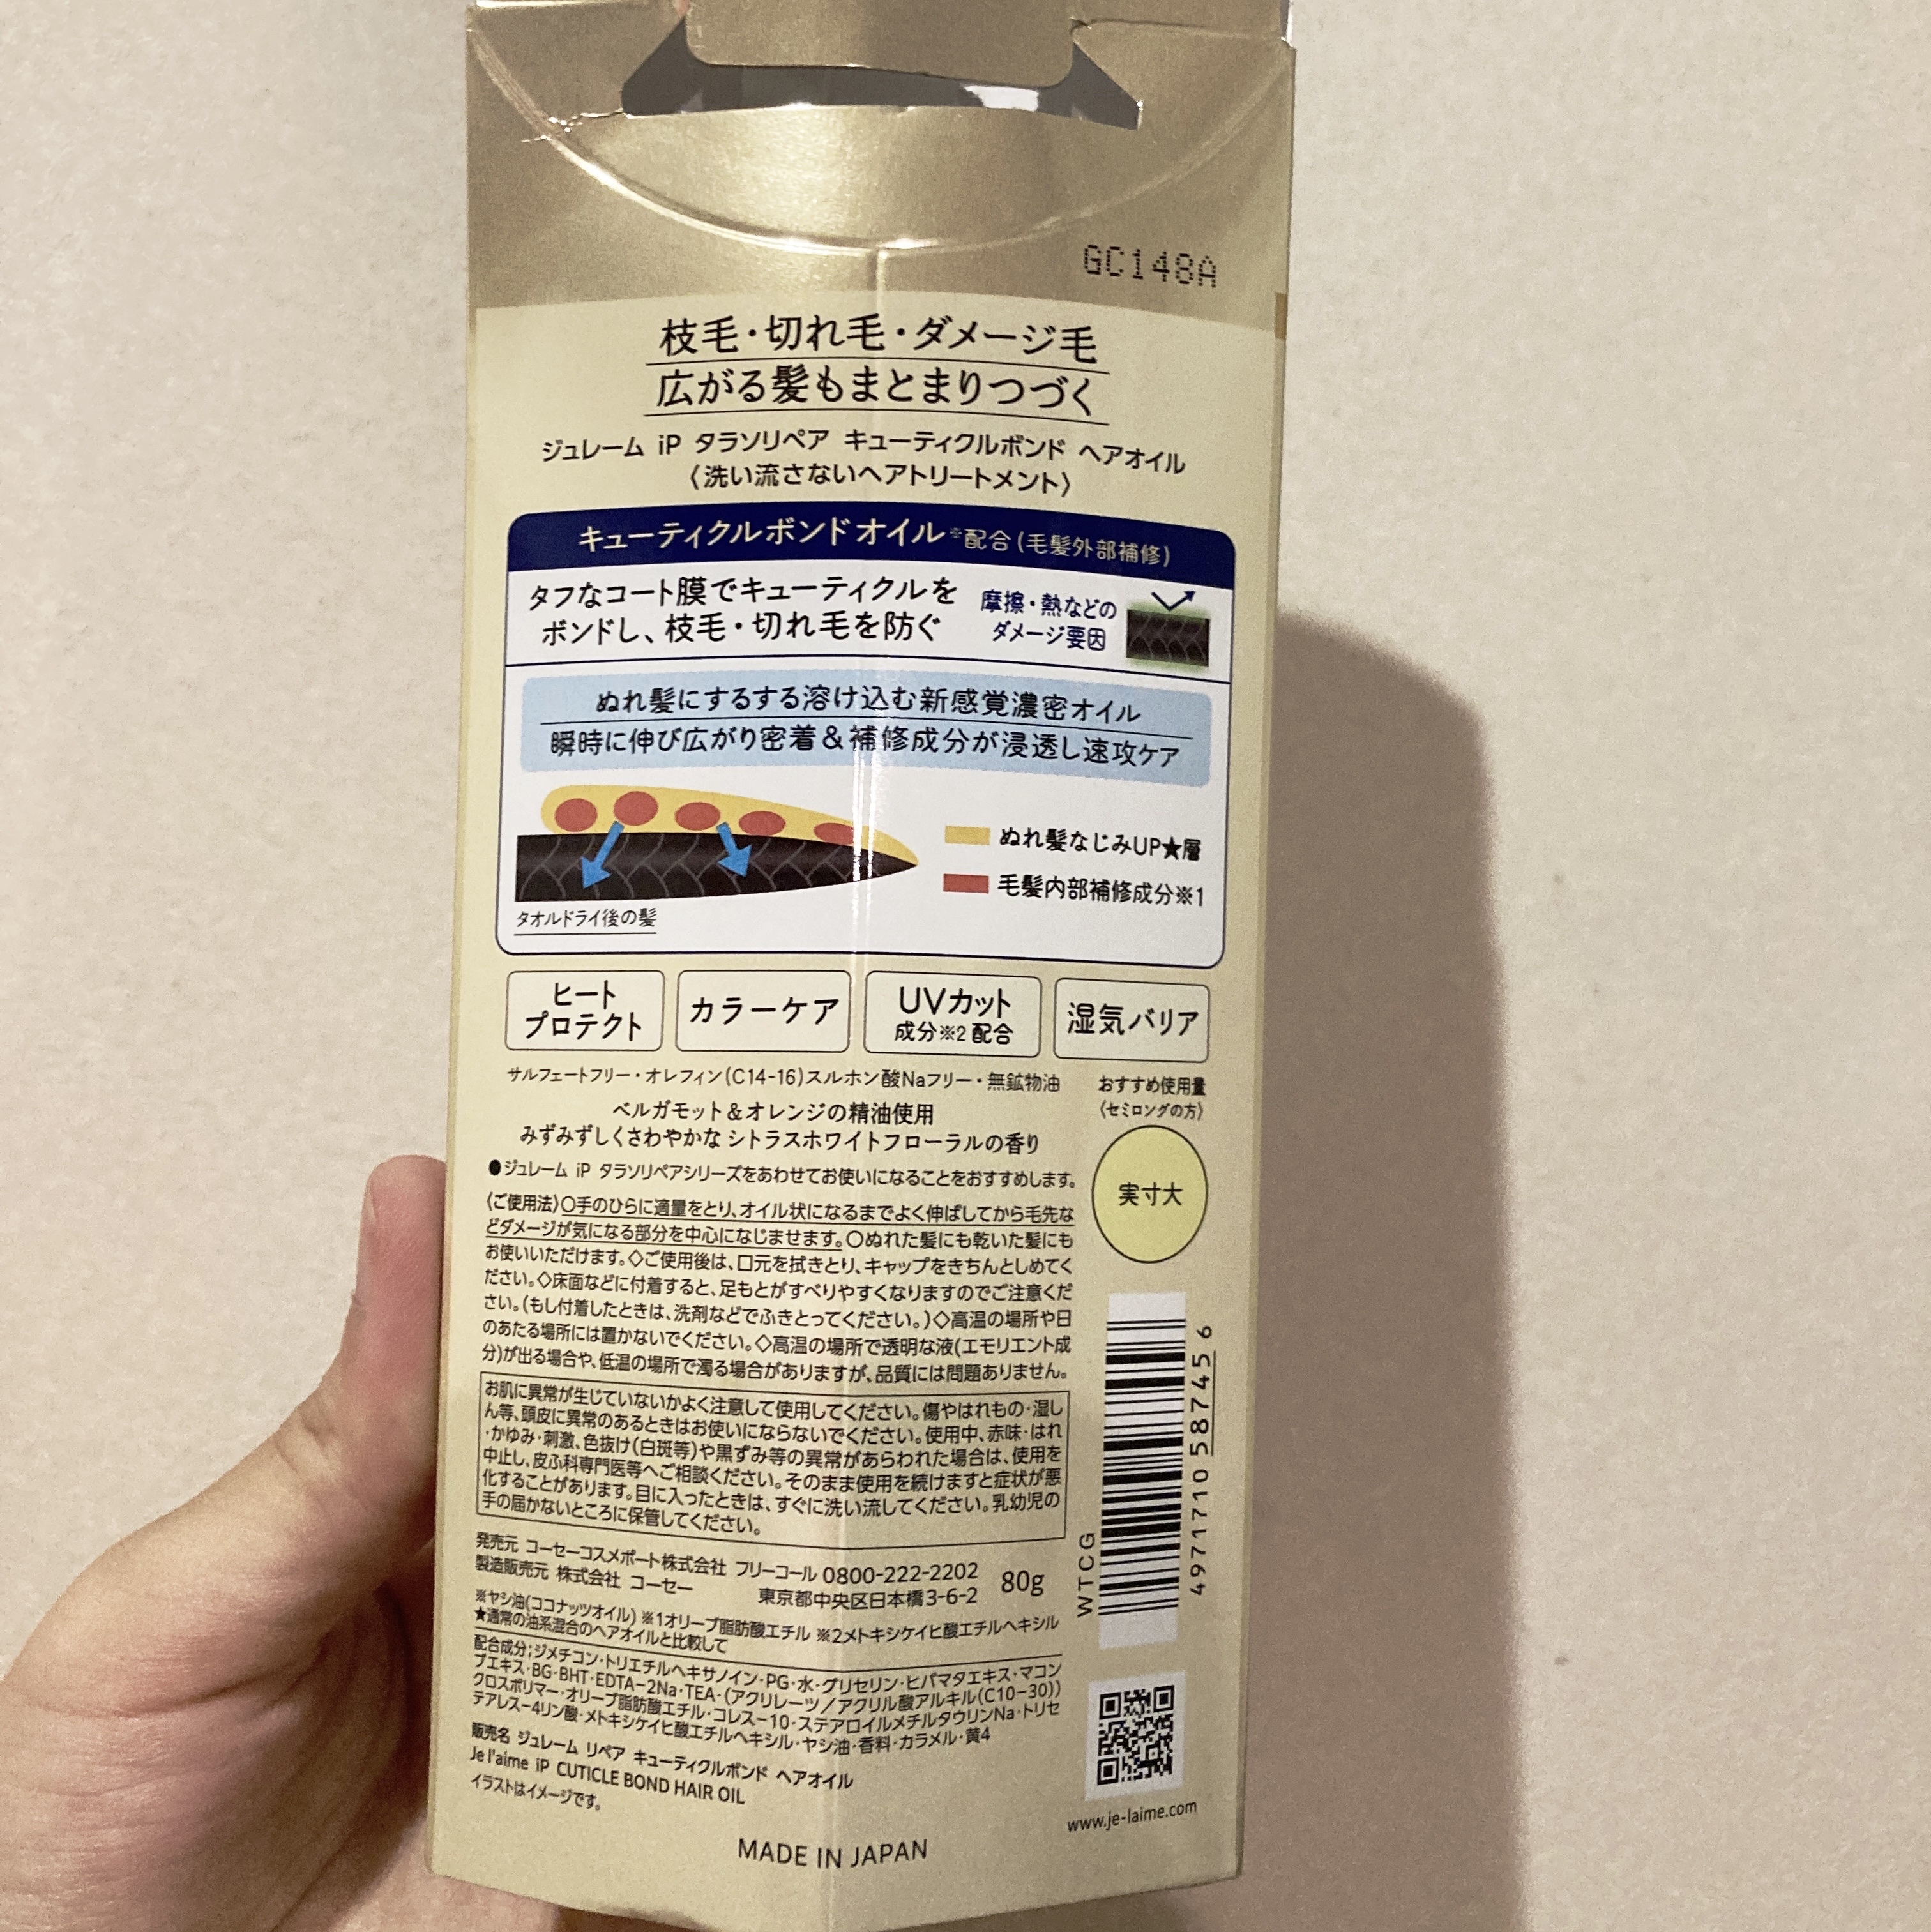 GC148A
枝毛・切れ毛・ダメージ毛
広がる髪もまとまりつづく
ジュレーム iP タラソリペア キューティクルボンド ヘアオイル
〈洗い流さないヘアトリートメント〉
キューティクルボンドオイル※配合(毛髪外部補修)
タフなコート膜でキューティクルを
ボンドし、枝毛・切れ毛を防ぐ
摩擦・熱などの
ダメージ要因
ぬれ髪にするする溶け込む新感覚濃密オイル
瞬時に伸び広がり密着&補修成分が浸透し速攻ケア
ぬれ髪なじみUP★層
毛髪内部補修成分※1
タオルドライ後の髪
ヒート
プロテクト
カラーケア
UVカット
成分※2配合
湿気バリア
サルフェートフリー・オレフィン(C14-16)スルホン酸Naフリー・無鉱物油
ベルガモット&オレンジの精油使用
みずみずしくさわやかな シトラスホワイトフローラルの香り
●ジュレーム iP タラソリペアシリーズをあわせてお使いになることをおすすめします。
おすすめ使用量
〈セミロングの方〉
実寸大
〈ご使用法〉○手のひらに適量をとり、オイル状になるまでよく伸ばしてから毛先な
どダメージが気になる部分を中心になじませます。○ぬれた髪にも乾いた髪にも
お使いいただけます。◇ご使用後は、口元を拭きとり、キャップをきちんとしめてく
ださい。◇床面などに付着すると、足もとがすべりやすくなりますのでご注意くだ
さい。(もし付着したときは、洗剤などでふきとってください。)◇高温の場所や日
のあたる場所には置かないでください。◇高温の場所で透明な液(エモリエント成
分)が出る場合や、低温の場所で濁る場合がありますが、品質には問題ありません。
お肌に異常が生じていないかよく注意して使用してください。傷やはれもの・湿し
ん等、頭皮に異常のあるときはお使いにならないでください。使用中、赤味・はれ
・かゆみ・刺激、色抜け(白斑等)や黒ずみ等の異常があらわれた場合は、使用を
中止し、皮ふ科専門医等へご相談ください。そのまま使用を続けますと症状が悪
化することがあります。目に入ったときは、すぐに洗い流してください。乳幼児の
手の届かないところに保管してください。
発売元 コーセーコスメポート株式会社 フリーコール 0800-222-2202
製造販売元 株式会社 コーセー 東京都中央区日本橋3-6-2
80g
※ヤシ油(ココナッツオイル) ※1オリーブ脂肪酸エチル ※2メトキシケイヒ酸エチルヘキシル
★通常の油系混合のヘアオイルと比較して
配合成分;ジメチコン・トリエチルヘキサノイン・PG・水・グリセリン・ヒバマタエキス・マコン
ブエキス・BG・BHT・EDTA-2Na・TEA・(アクリレーツ/アクリル酸アルキル(C10-30))
クロスポリマー・オリーブ脂肪酸エチル・コレス-10・ステアロイルメチルタウリンNa・トリセ
テアレス-4リン酸・メトキシケイヒ酸エチルヘキシル・ヤシ油・香料・カラメル・黄4
販売名 ジュレーム リペア キューティクルボンド ヘアオイル
Je l'aime iP CUTICLE BOND HAIR OIL
イラストはイメージです。
WTCG
4971710 58745 6
www.je-laime.com
MADE IN JAPAN